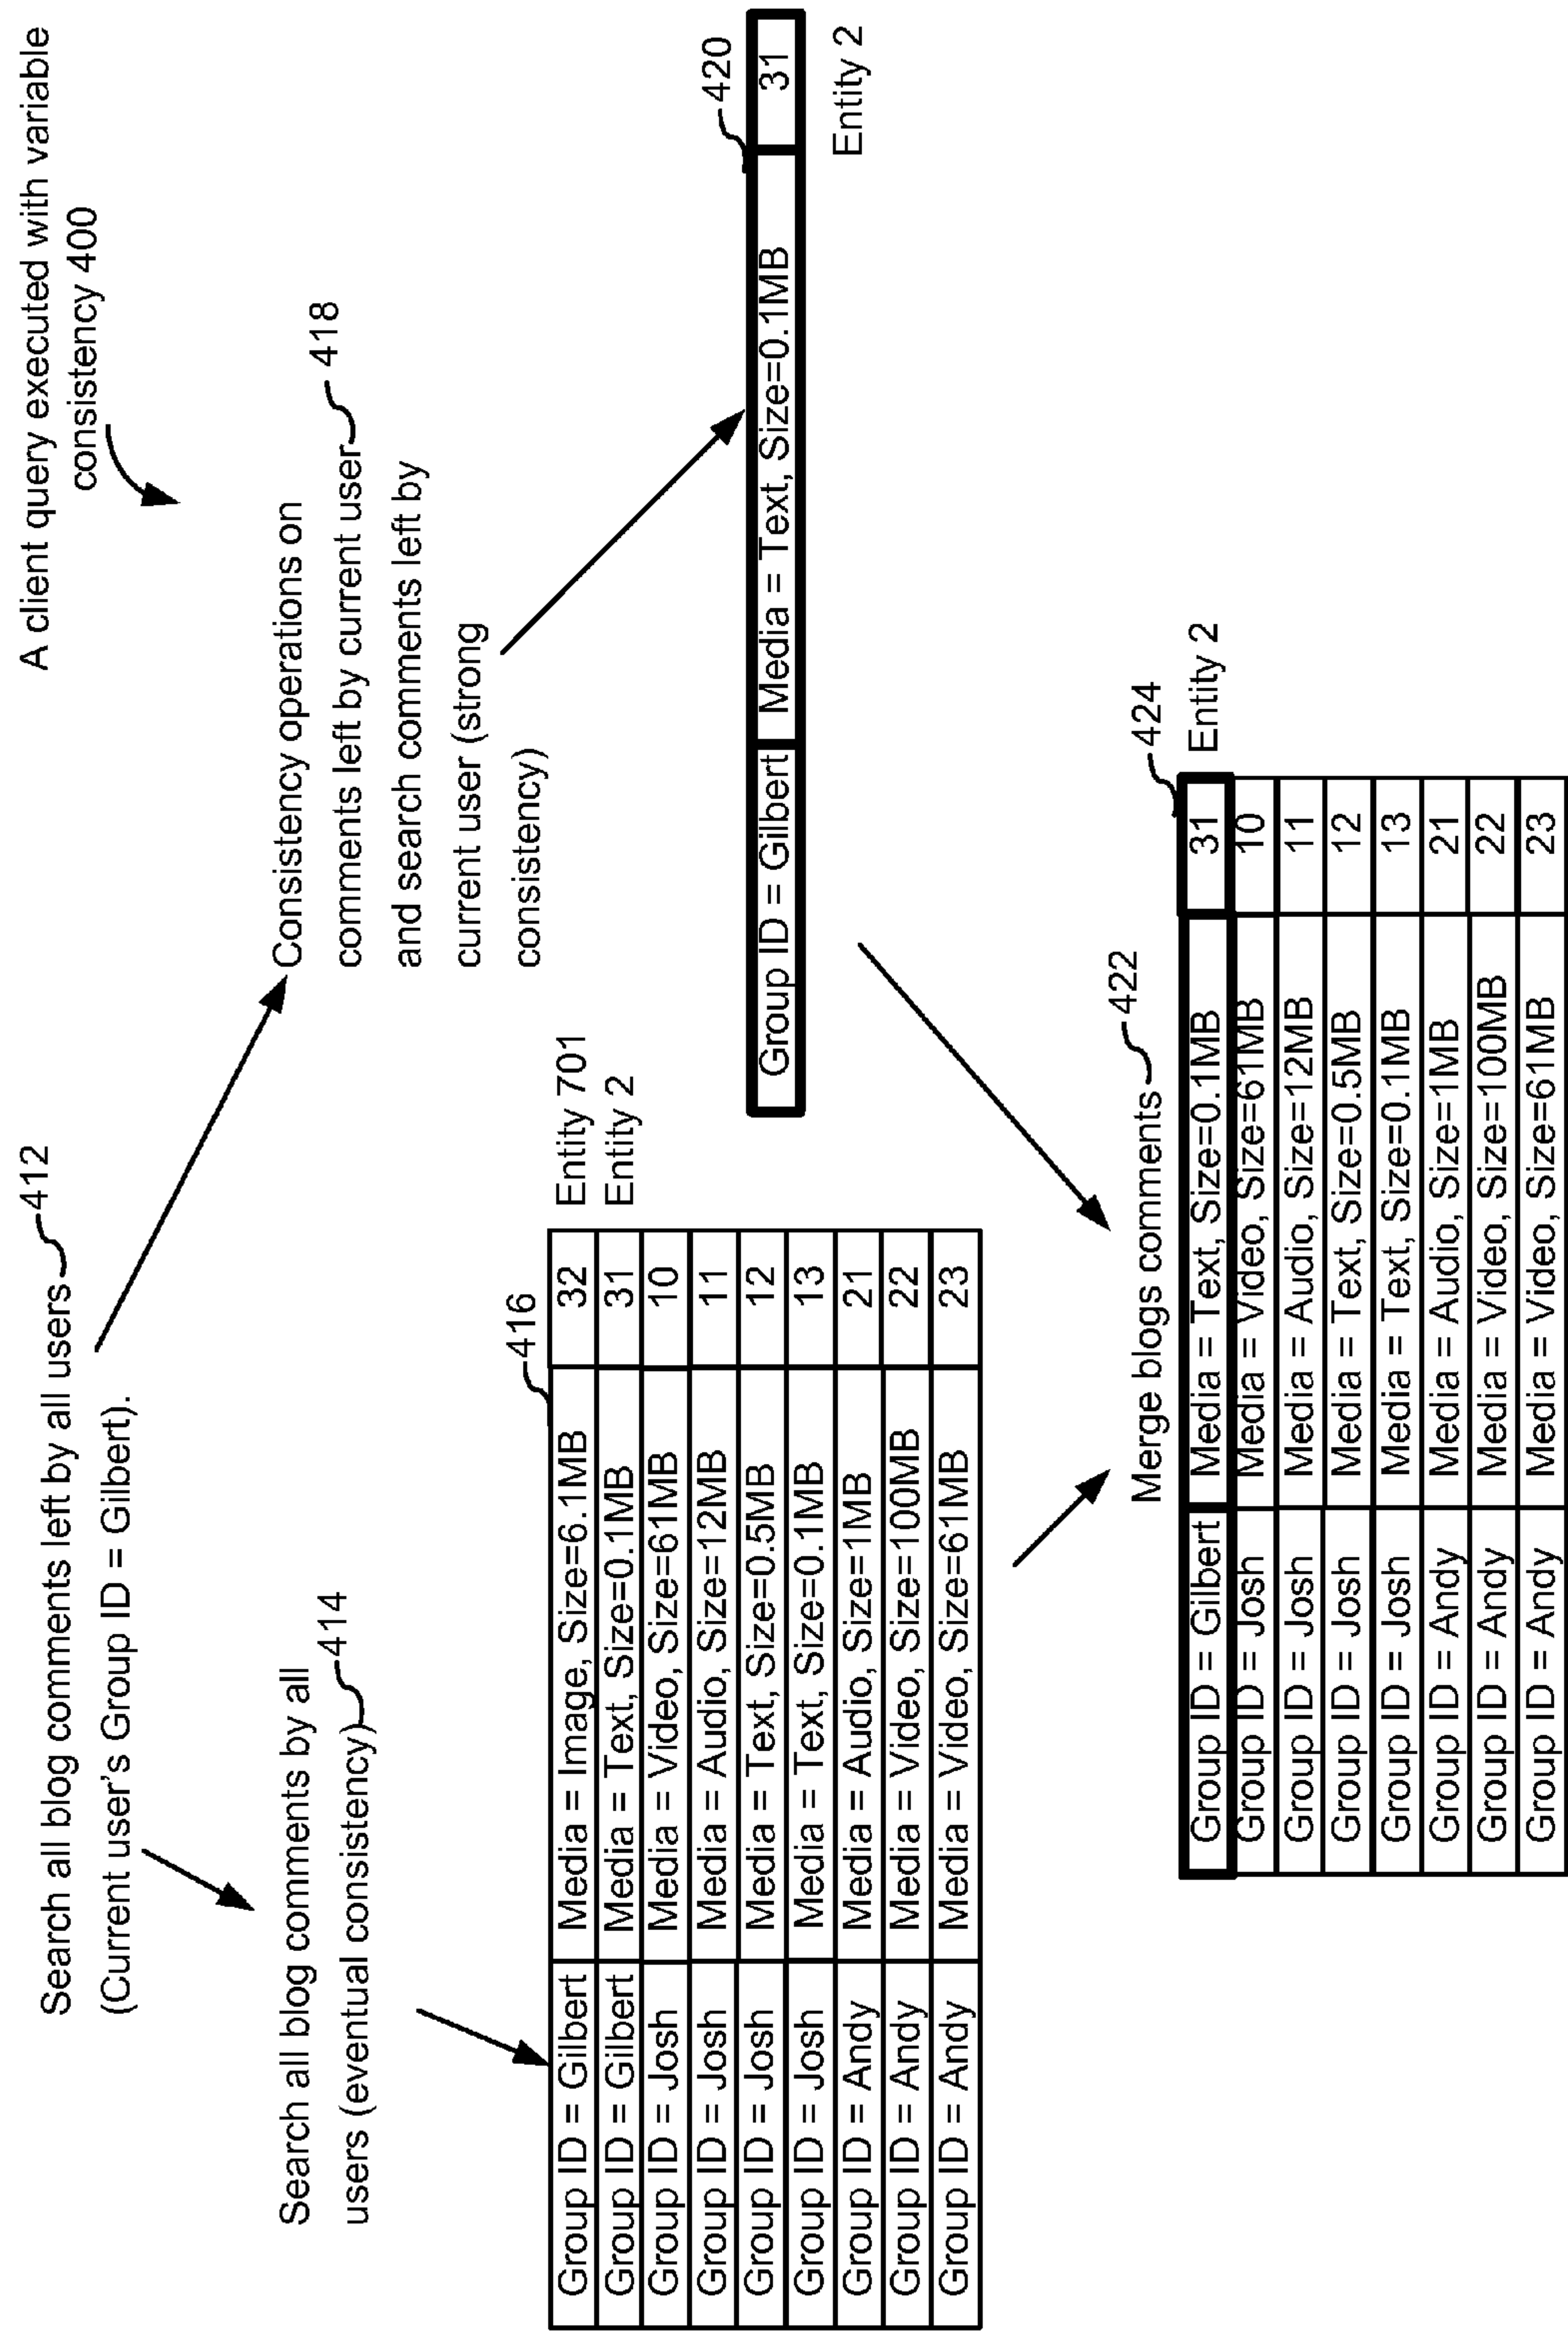 A client query executed with variable
consistency 400
Search all blog comments left by all users 412
(Current user's Group ID = Gilbert).
Search all blog comments by all
users (eventual consistency) 414
Consistency operations on
comments left by current user 418
and search comments left by
current user (strong
consistency)
416
Group ID = Gilbert Media = Image, Size=6.1MB 32 Entity 701
Group ID = Gilbert Media = Text, Size=0.1MB 31 Entity 2
Group ID = Josh Media = Video, Size=61MB 10
Group ID = Josh Media = Audio, Size=12MB 11
Group ID = Josh Media = Text, Size=0.5MB 12
Group ID = Josh Media = Text, Size=0.1MB 13
Group ID = Andy Media = Audio, Size=1MB 21
Group ID = Andy Media = Video, Size=100MB 22
Group ID = Andy Media = Video, Size=61MB 23
420
Group ID = Gilbert Media = Text, Size=0.1MB 31
Entity 2
Merge blogs comments 422
424
Group ID = Gilbert Media = Text, Size=0.1MB 31 Entity 2
Group ID = Josh Media = Video, Size=61MB 10
Group ID = Josh Media = Audio, Size=12MB 11
Group ID = Josh Media = Text, Size=0.5MB 12
Group ID = Josh Media = Text, Size=0.1MB 13
Group ID = Andy Media = Audio, Size=1MB 21
Group ID = Andy Media = Video, Size=100MB 22
Group ID = Andy Media = Video, Size=61MB 23